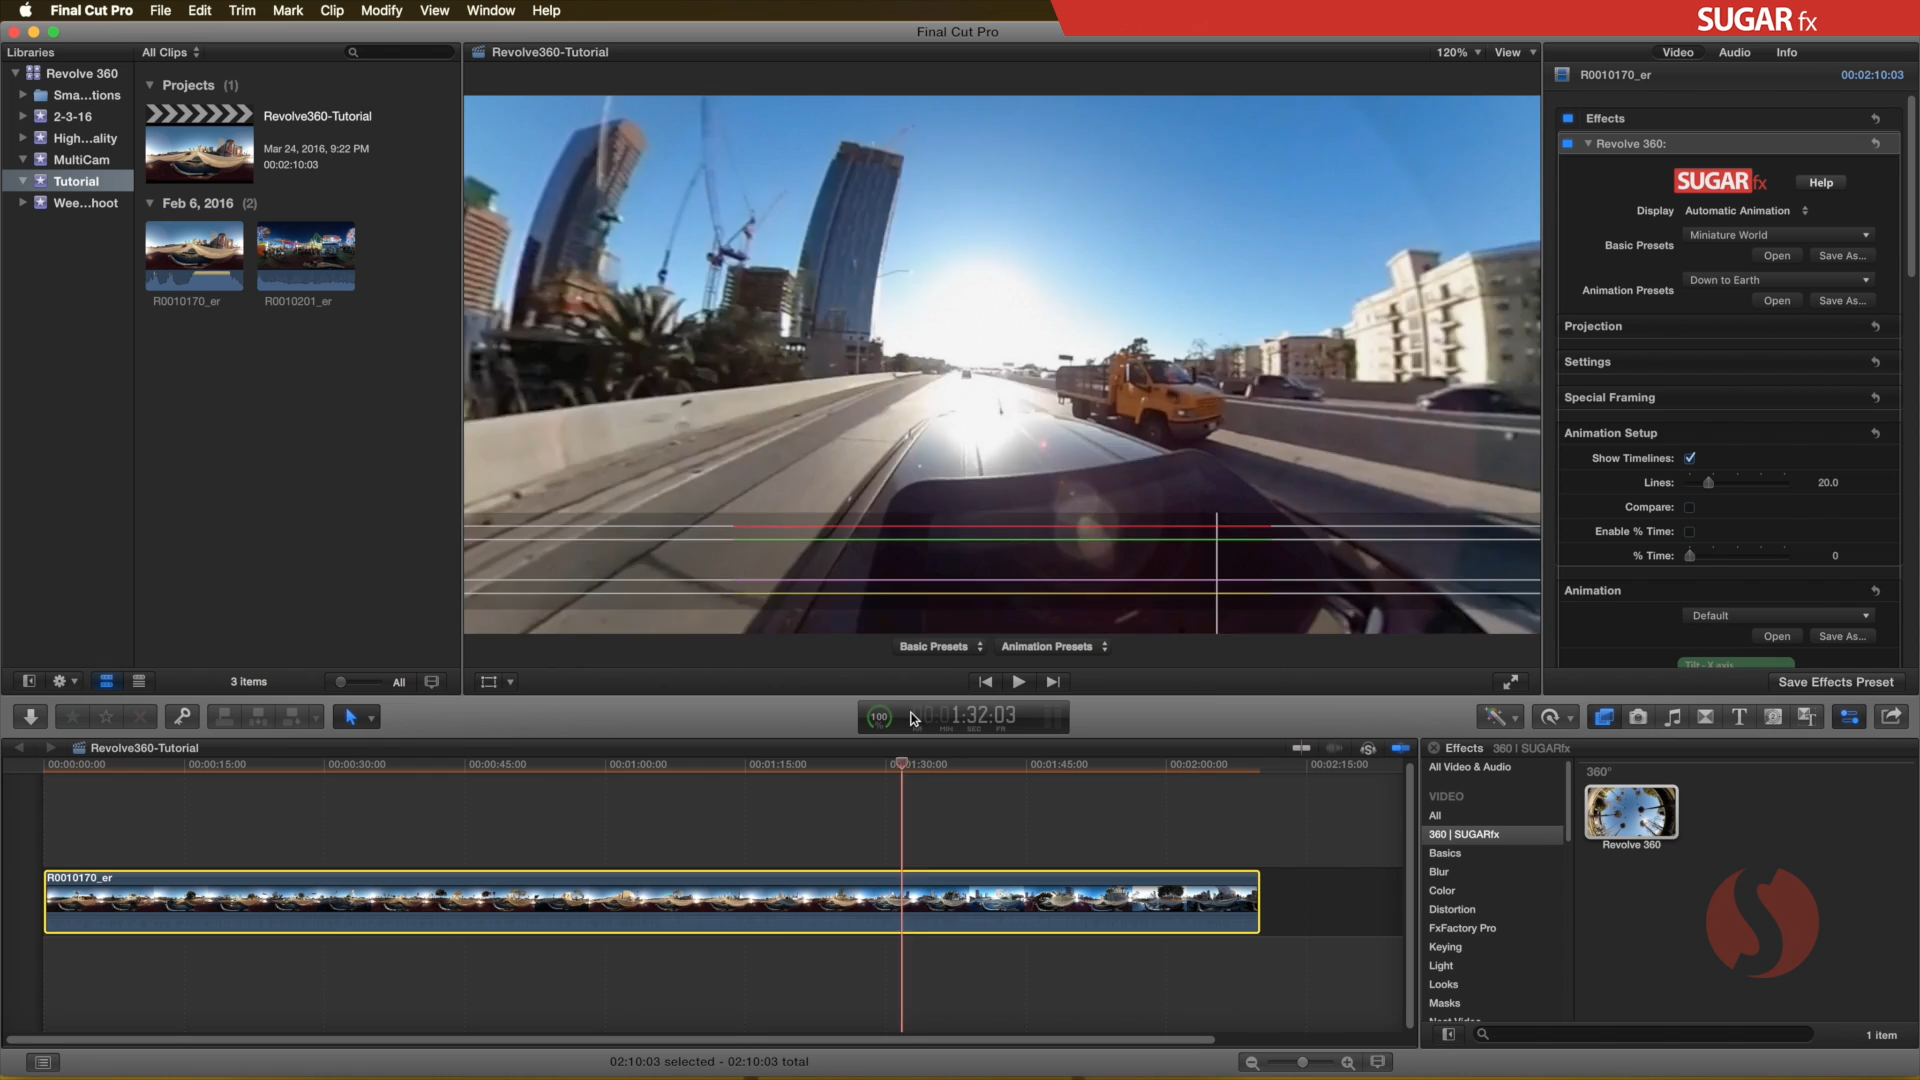 Final Cut Pro File Edit Trim Mark Clip Modify View Window Help
SUGAR fx
Final Cut Pro
Libraries
All Clips
Revolve 360
Sma...tions
2-3-16
High...ality
MultiCam
Tutorial
Wee...hoot
Projects (1)
Revolve360-Tutorial
Mar 24, 2016, 9:22 PM
00:02:10:03
Feb 6, 2016 (2)
R0010170_er
R0010201_er
3 items
All
Revolve360-Tutorial
120%
View
Basic Presets
Animation Presets
Video Audio Info
R0010170_er
00:02:10:03
Effects
Revolve 360:
SUGARfx
Help
Display Automatic Animation
Basic Presets
Miniature World
Open Save As...
Animation Presets
Down to Earth
Open Save As...
Projection
Settings
Special Framing
Animation Setup
Show Timelines:
Lines: 20.0
Compare:
Enable % Time:
% Time: 0
Animation
Default
Open Save As...
Tilt - X axis
Save Effects Preset
100
%
1:32:03
MIN SEC FR
Revolve360-Tutorial
00:00:00:00
00:00:15:00
00:00:30:00
00:00:45:00
00:01:00:00
00:01:15:00
00:01:30:00
00:01:45:00
00:02:00:00
00:02:15:00
R0010170_er
02:10:03 selected - 02:10:03 total
Effects 360 | SUGARfx
All Video & Audio
VIDEO
All
360 | SUGARfx
Basics
Blur
Color
Distortion
FxFactory Pro
Keying
Light
Looks
Masks
360°
Revolve 360
1 item